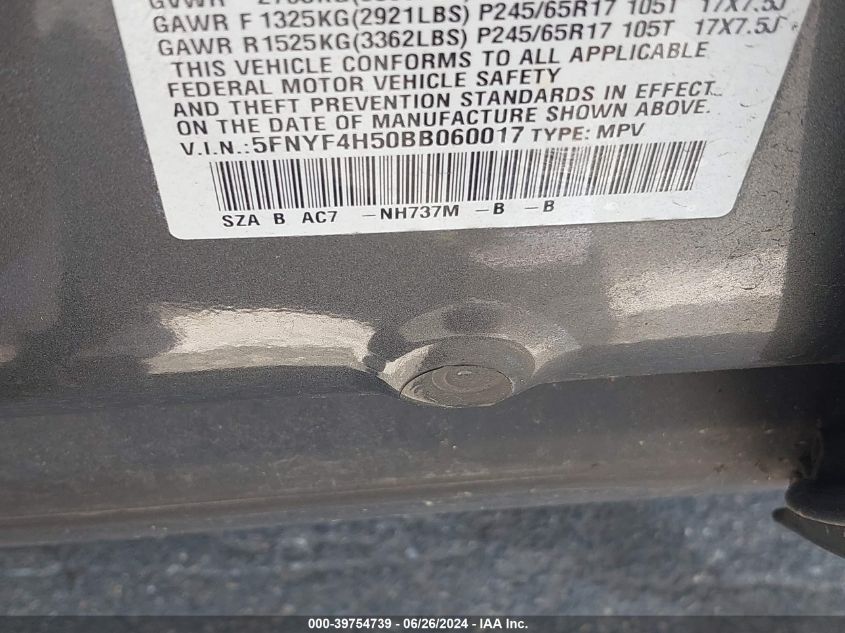 GVWR
GAWR F 1325KG(2921LBS) P245/65R17 105T 17X7.5J
GAWR R1525KG(3362LBS) P245/65R17 105T 17X7.5J
THIS VEHICLE CONFORMS TO ALL APPLICABLE
FEDERAL MOTOR VEHICLE SAFETY
AND THEFT PREVENTION STANDARDS IN EFFECT
ON THE DATE OF MANUFACTURE SHOWN ABOVE.
V.I.N.:5FNYF4H50BB060017 TYPE: MPV
SZA B AC7 -NH737M -B -B
000-39754739 / 06/26/2024 - IAA Inc.